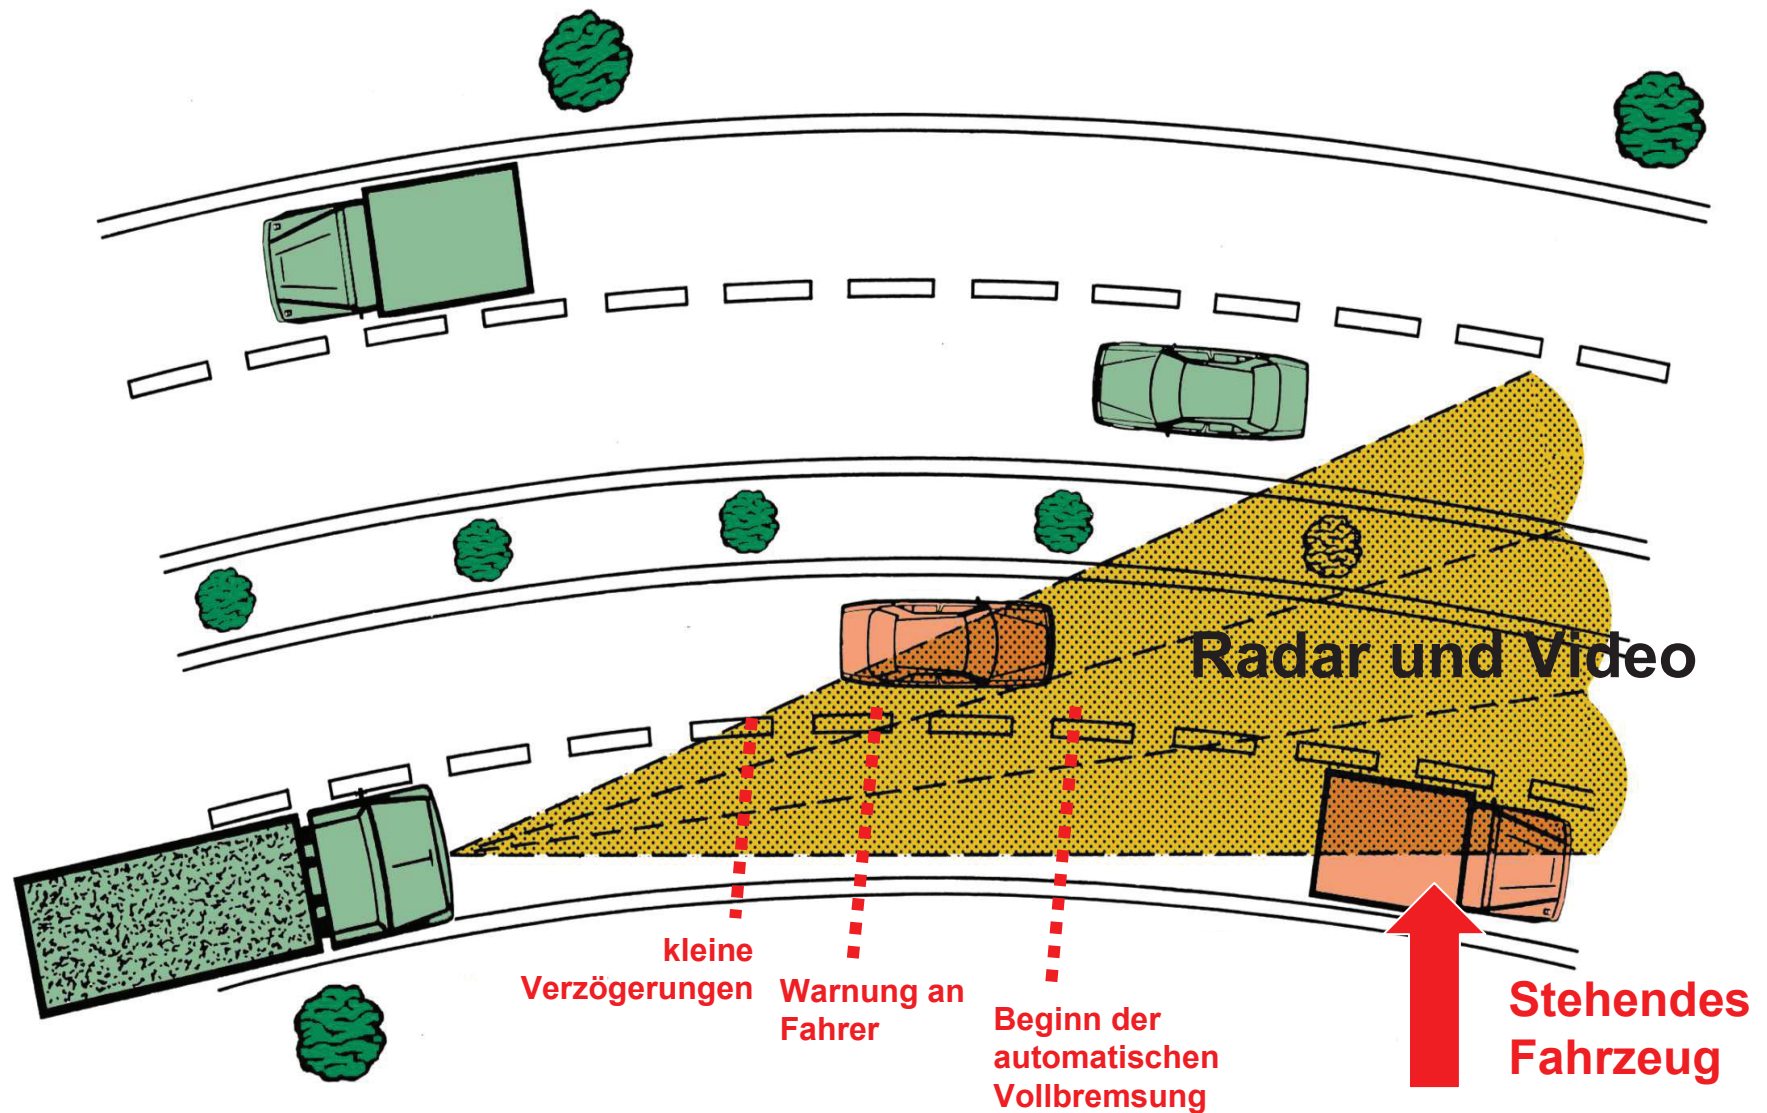 Radar und Video
kleine
Verzögerungen
Warnung an
Fahrer
Beginn der
automatischen
Vollbremsung
Stehendes
Fahrzeug